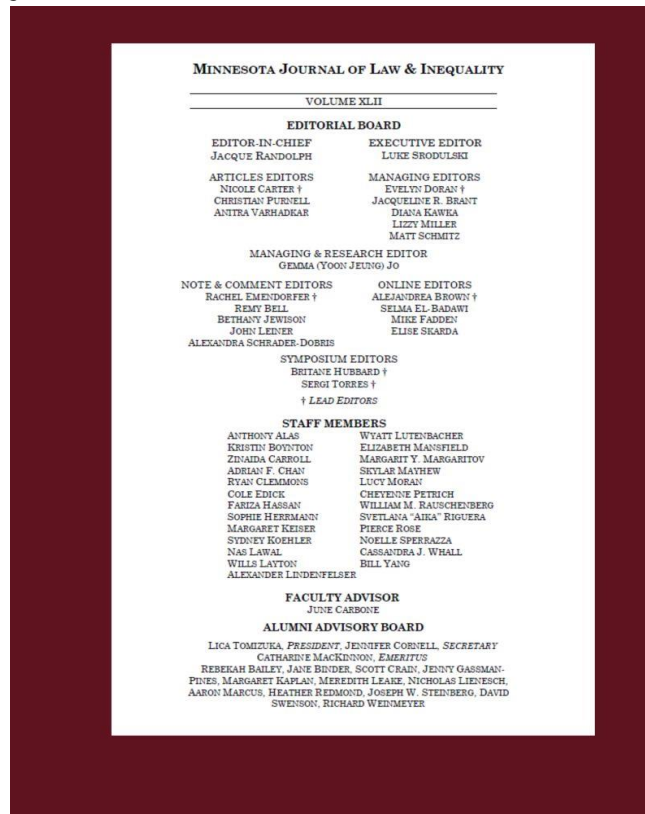 MINNESOTA JOURNAL OF LAW & INEQUALITY
VOLUME XLII
EDITORIAL BOARD
EDITOR-IN-CHIEF
JACQUE RANDOLPH
EXECUTIVE EDITOR
LUKE SRODULSKI
ARTICLES EDITORS
NICOLE CARTER †
CHRISTIAN PURNELL
ANITRA VARHADKAR
MANAGING EDITORS
EVELYN DORAN †
JACQUELINE R. BRANT
DIANA KAWKA
LIZZY MILLER
MATT SCHMITZ
MANAGING & RESEARCH EDITOR
GEMMA (YOON JEUNG) JO
NOTE & COMMENT EDITORS
RACHEL EMENDORFER †
REMY BELL
BETHANY JEWISON
JOHN LEINER
ALEXANDRA SCHRADER-DOBRIS
ONLINE EDITORS
ALEJANDREA BROWN †
SELMA EL-BADAWI
MIKE FADDEN
ELISE SKARDA
SYMPOSIUM EDITORS
BRITANE HUBBARD †
SERGI TORRES †
† LEAD EDITORS
STAFF MEMBERS
ANTHONY ALAS
KRISTIN BOYNTON
ZINAIDA CARROLL
ADRIAN F. CHAN
RYAN CLEMMONS
COLE EDICK
FARIZA HASSAN
SOPHIE HERRMANN
MARGARET KEISER
SYDNEY KOEHLER
NAS LAWAL
WILLS LAYTON
ALEXANDER LINDENFELSER
WYATT LUTENBACHER
ELIZABETH MANSFIELD
MARGARIT Y. MARGARITOV
SKYLAR MAYHEW
LUCY MORAN
CHEYENNE PETRICH
WILLIAM M. RAUSCHENBERG
SVETLANA "AIKA" RIGUERA
PIERCE ROSE
NOELLE SPERRAZZA
CASSANDRA J. WHALL
BILL YANG
FACULTY ADVISOR
JUNE CARBONE
ALUMNI ADVISORY BOARD
LICA TOMIZUKA, PRESIDENT, JENNIFER CORNELL, SECRETARY
CATHARINE MACKINNON, EMERITUS
REBEKAH BAILEY, JANE BINDER, SCOTT CRAIN, JENNY GASSMAN-
PINES, MARGARET KAPLAN, MEREDITH LEAKE, NICHOLAS LIENESCH,
AARON MARCUS, HEATHER REDMOND, JOSEPH W. STEINBERG, DAVID
SWENSON, RICHARD WEINMEYER